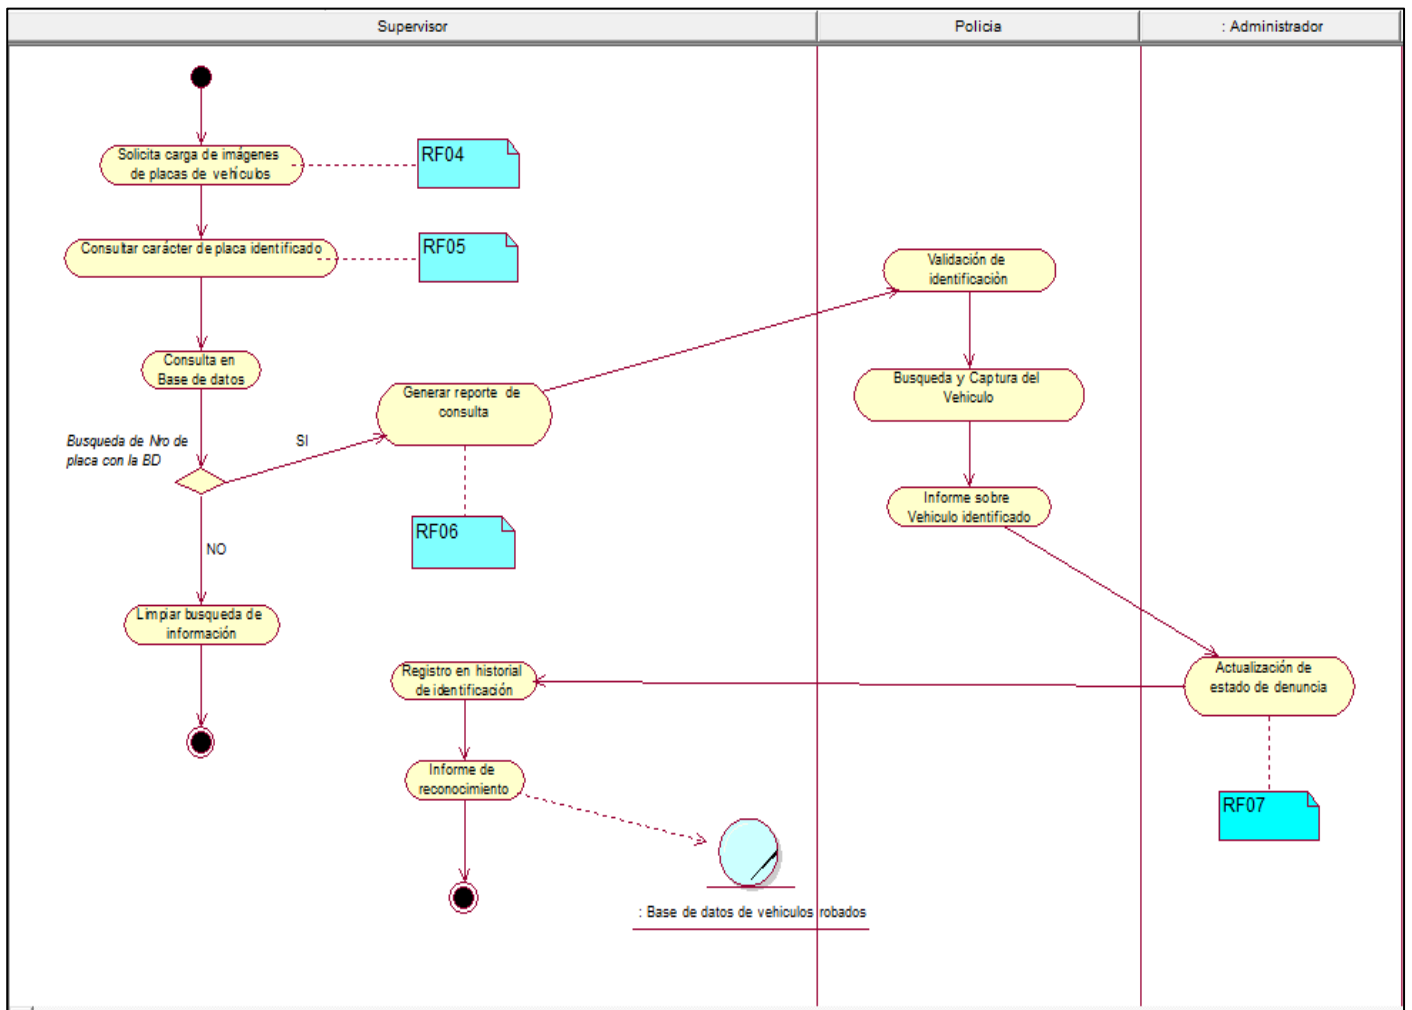 Supervisor
Policia
: Administrador
Solicita carga de imágenes
de placas de vehículos
RF04
Consultar carácter de placa identificado
RF05
Validación de
identificaciòn
Consulta en
Base de datos
Generar reporte de
consulta
Busqueda y Captura del
Vehiculo
Busqueda de Nro de
placa con la BD
SI
RF06
Informe sobre
Vehiculo identificado
NO
Limpiar busqueda de
información
Registro en historial
de identificación
Actualización de
estado de denuncia
Informe de
reconocimiento
RF07
: Base de datos de vehiculos robados